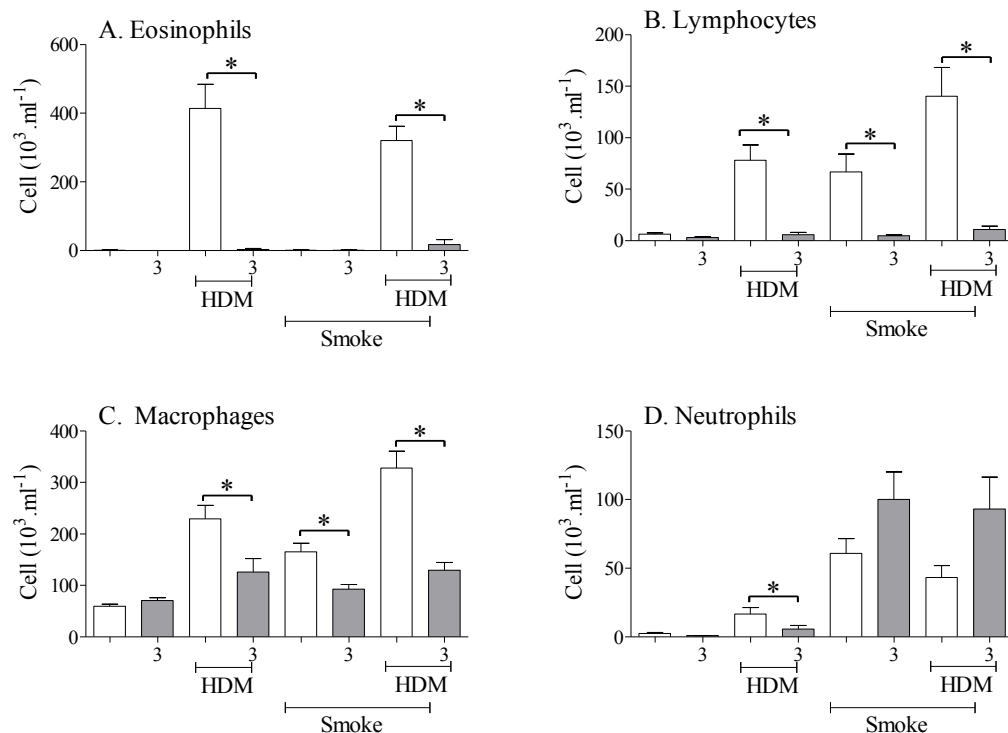 A. Eosinophils
Cell (10³.ml⁻¹)
600
400
200
0
*
*
3 3 3 3
HDM HDM
Smoke
B. Lymphocytes
Cell (10³.ml⁻¹)
200
150
100
50
0
*
*
*
3 3 3 3
HDM HDM
Smoke
C. Macrophages
Cell (10³.ml⁻¹)
400
300
200
100
0
*
*
*
3 3 3 3
HDM HDM
Smoke
D. Neutrophils
Cell (10³.ml⁻¹)
150
100
50
0
*
3 3 3 3
HDM HDM
Smoke